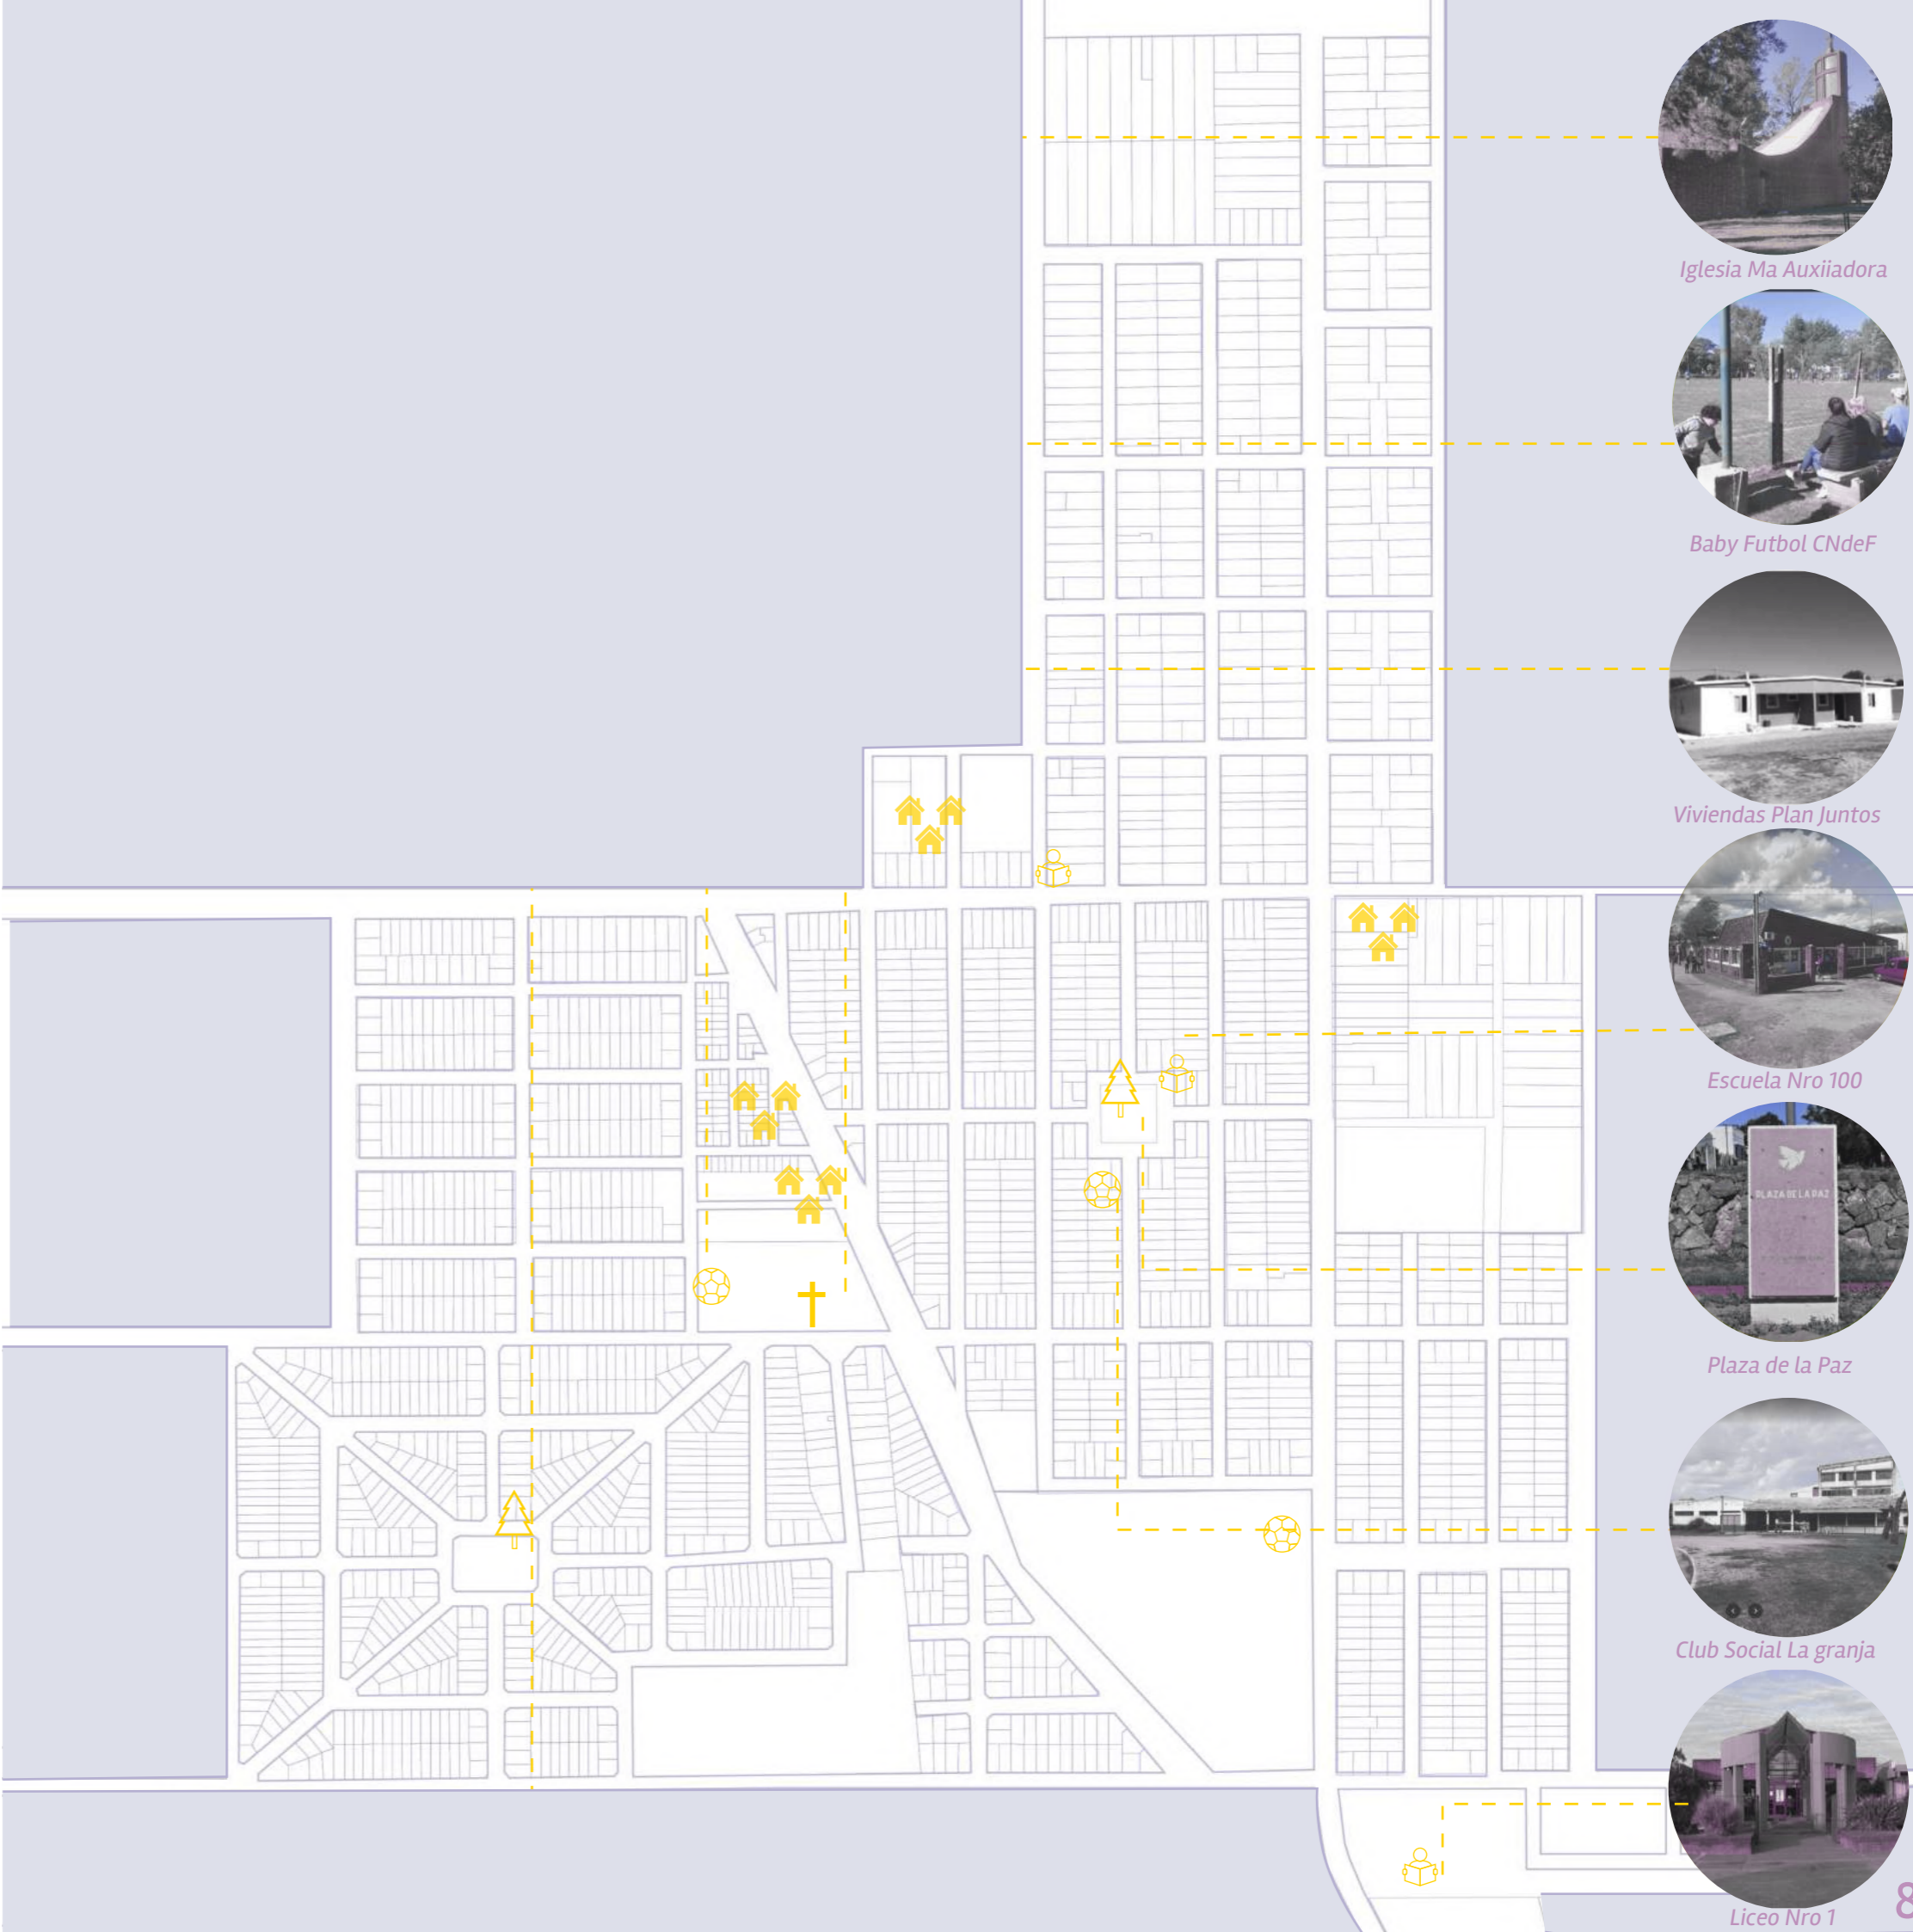 Iglesia Ma Auxiiadora
Baby Futbol CNdeF
Viviendas Plan Juntos
Escuela Nro 100
PLAZA DE LA PAZ
Plaza de la Paz
Club Social La granja
Liceo Nro 1
8